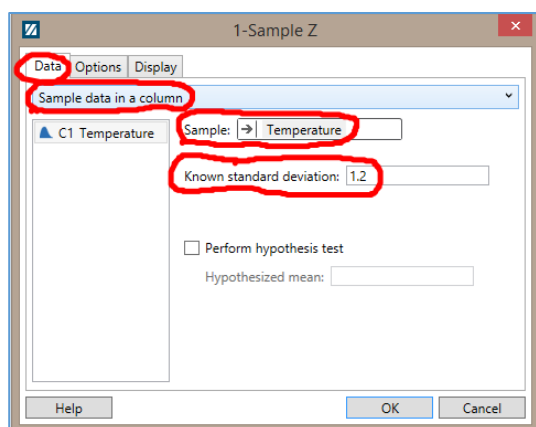 1-Sample Z
Data Options Display
Sample data in a column
C1 Temperature
Sample: Temperature
Known standard deviation: 1.2
Perform hypothesis test
Hypothesized mean:
Help OK Cancel